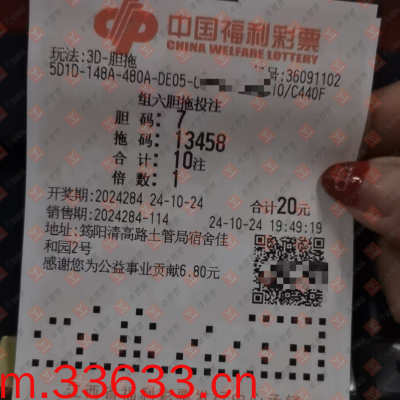 中国福利彩票
CHINA WELFARE LOTTERY
玩法:3D-胆拖
号:36091102
5D1D-148A-480A-DE05-
/C440F
组六胆拖投注
胆 码: 7
拖 码: 13458
合 计: 10注
倍 数: 1
开奖期:2024284 24-10-24 合计20元
销售期:2024284-114 24-10-24 19:49:19
地址:筠阳清高路土管局宿舍佳
和园2号
感谢您为公益事业贡献6.80元
m.33633.cn